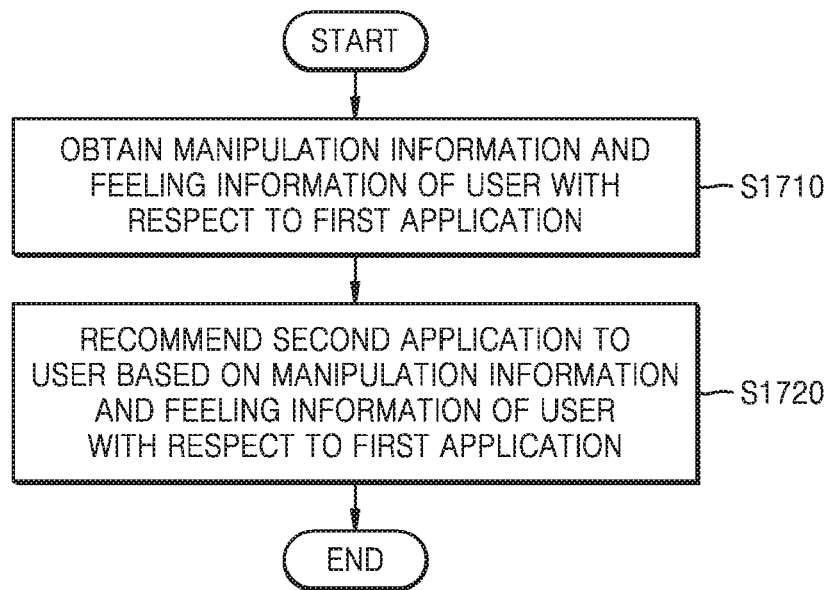 START
OBTAIN MANIPULATION INFORMATION AND
FEELING INFORMATION OF USER WITH
RESPECT TO FIRST APPLICATION
S1710
RECOMMEND SECOND APPLICATION TO
USER BASED ON MANIPULATION INFORMATION
AND FEELING INFORMATION OF USER
WITH RESPECT TO FIRST APPLICATION
S1720
END